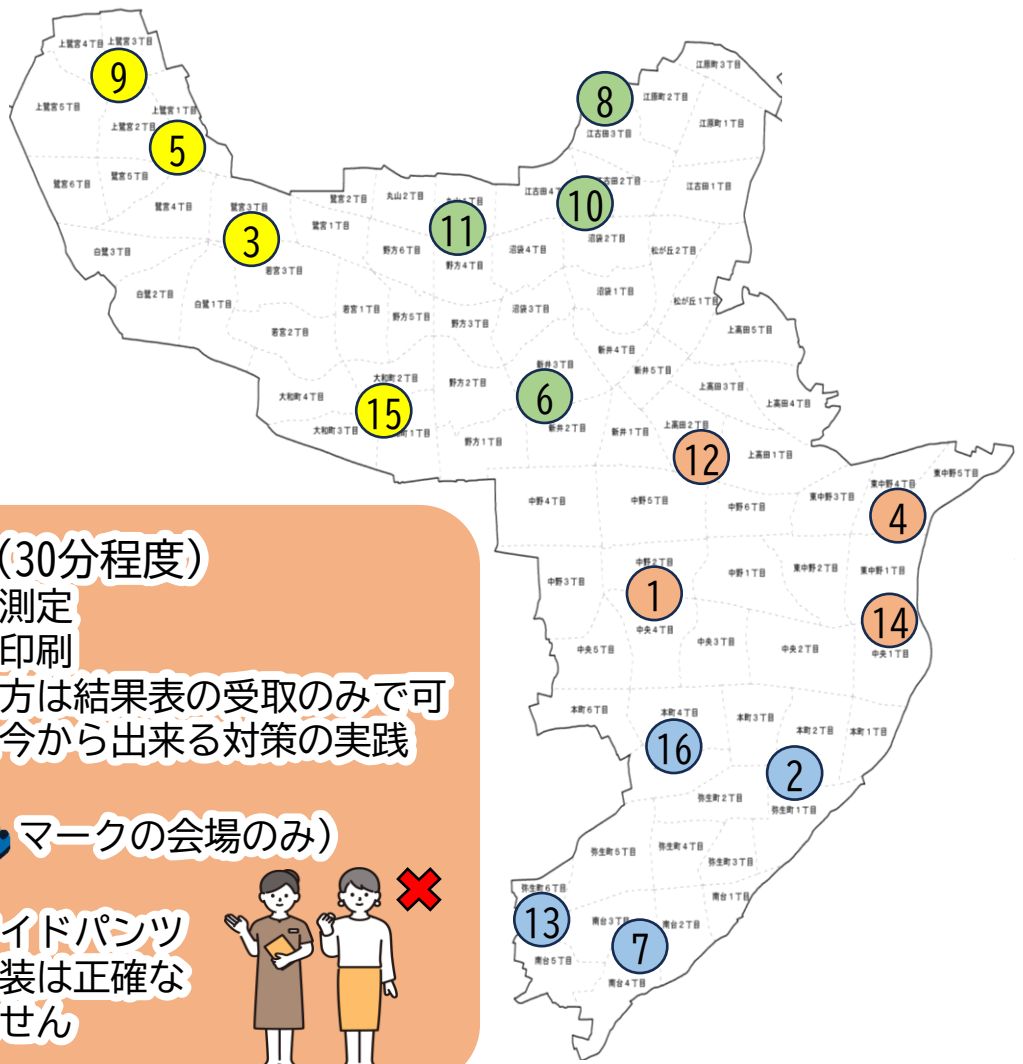 上鷺宮4丁目
上鷺宮3丁目
9
上鷺宮5丁目
上鷺宮1丁目
上鷺宮2丁目
5
鷺宮6丁目
鷺宮5丁目
鷺宮4丁目
鷺宮3丁目
3
鷺宮2丁目
鷺宮1丁目
白鷺3丁目
若宮3丁目
白鷺2丁目
白鷺1丁目
若宮1丁目
若宮2丁目
丸山2丁目
11
野方6丁目
野方4丁目
野方5丁目
野方3丁目
大和町2丁目
大和町4丁目
15
大和町3丁目
野方2丁目
野方1丁目
江原町3丁目
8
江原町2丁目
江原町1丁目
江古田3丁目
江古田1丁目
10
沼袋4丁目
沼袋2丁目
松が丘2丁目
沼袋1丁目
沼袋3丁目
松が丘1丁目
上高田5丁目
新井4丁目
新井3丁目
新井5丁目
6
上高田3丁目
上高田4丁目
新井2丁目
新井1丁目
上高田2丁目
12
上高田1丁目
東中野5丁目
東中野4丁目
東中野3丁目
4
中野4丁目
中野5丁目
中野6丁目
中野2丁目
中野3丁目
1
中野1丁目
東中野2丁目
東中野1丁目
14
中央4丁目
中央5丁目
中央3丁目
中央2丁目
中央1丁目
本町6丁目
本町4丁目
本町3丁目
本町2丁目
本町1丁目
16
2
弥生町2丁目
弥生町1丁目
弥生町5丁目
弥生町4丁目
弥生町3丁目
弥生町6丁目
13
南台1丁目
南台3丁目
南台2丁目
7
南台5丁目
南台4丁目
(30分程度)
測定
印刷
方は結果表の受取のみで可
今から出来る対策の実践
マークの会場のみ)
イドパンツ
装は正確な
せん